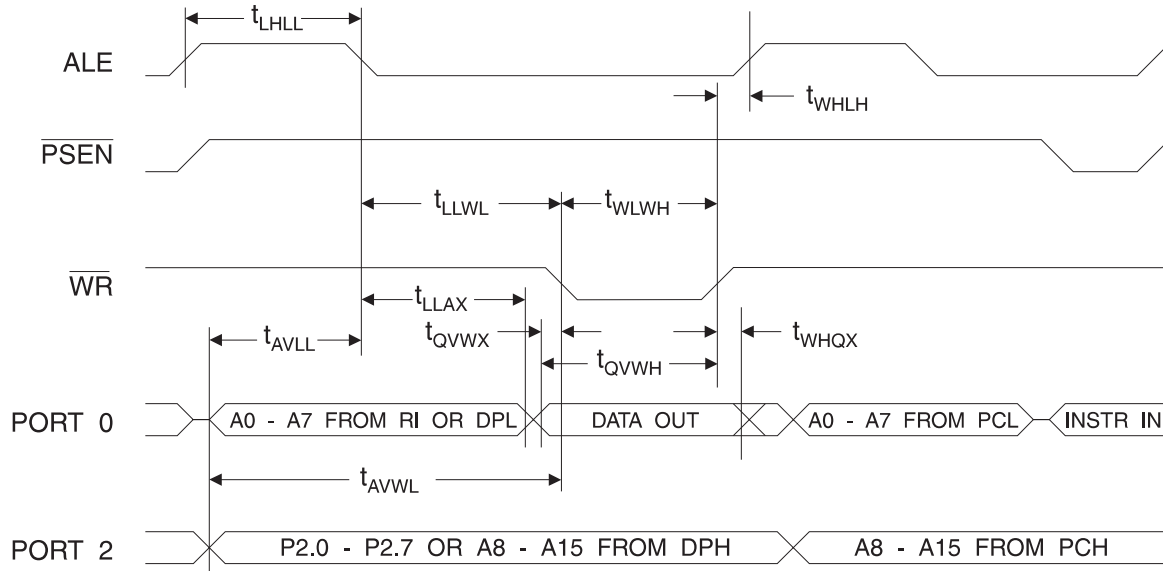 tLHLL
ALE
tWHLH
PSEN
tLLWL
tWLWH
WR
tLLAX
tAVLL
tQVWX
tWHQX
tQVWH
PORT 0
A0 - A7 FROM RI OR DPL
DATA OUT
A0 - A7 FROM PCL
INSTR IN
tAVWL
PORT 2
P2.0 - P2.7 OR A8 - A15 FROM DPH
A8 - A15 FROM PCH